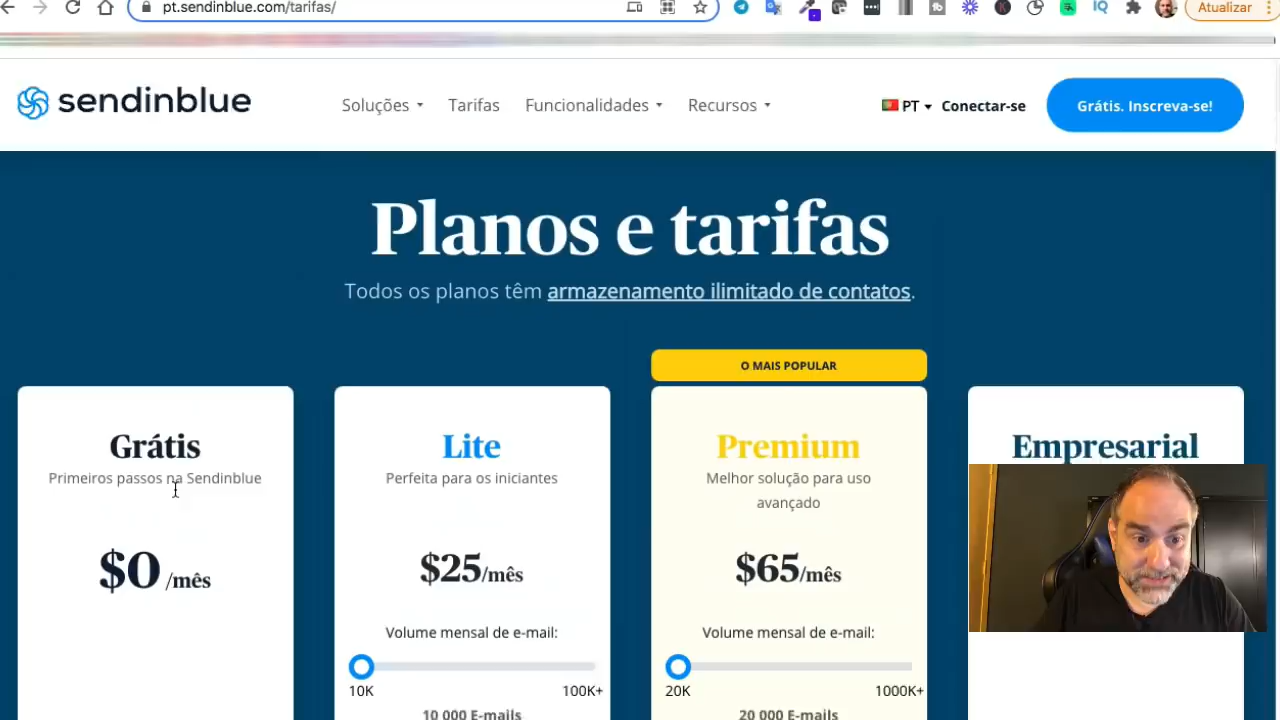 pt.sendinblue.com/tarifas/
Atualizar
sendinblue
Soluções
Tarifas
Funcionalidades
Recursos
PT
Conectar-se
Grátis. Inscreva-se!
Planos e tarifas
Todos os planos têm armazenamento ilimitado de contatos.
O MAIS POPULAR
Grátis
Primeiros passos na Sendinblue
$0 /mês
Lite
Perfeita para os iniciantes
$25/mês
Volume mensal de e-mail:
10K
100K+
10 000 E-mails
Premium
Melhor solução para uso
avançado
$65/mês
Volume mensal de e-mail:
20K
1000K+
20 000 E-mails
Empresarial